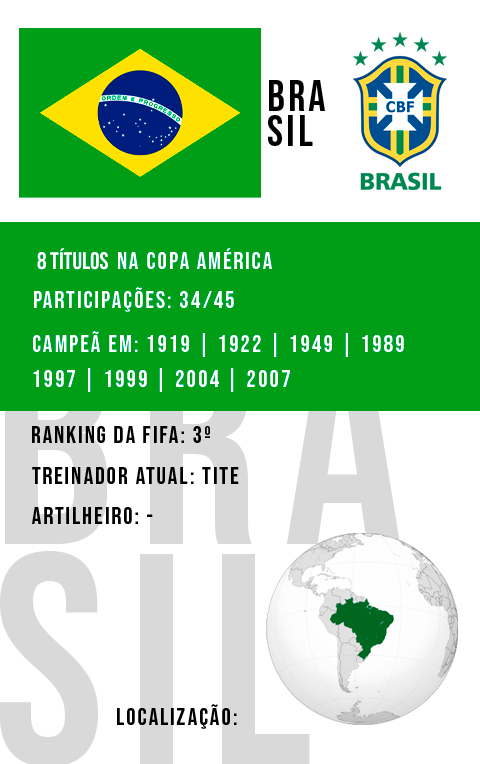 ORDEM E PROGRESSO
BRA
SIL
CBF
BRASIL
8 TÍTULOS NA COPA AMÉRICA
PARTICIPAÇÕES: 34/45
CAMPEÃ EM: 1919 | 1922 | 1949 | 1989
1997 | 1999 | 2004 | 2007
BRA
RANKING DA FIFA: 3º
TREINADOR ATUAL: TITE
ARTILHEIRO: -
SIL
LOCALIZAÇÃO: